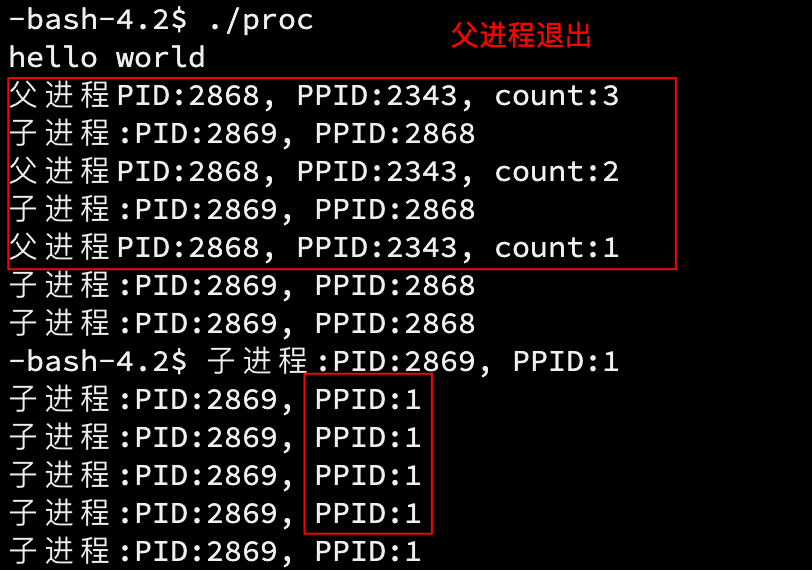 -bash-4.2$ ./proc
父进程退出
hello world
父进程PID:2868, PPID:2343, count:3
子进程:PID:2869, PPID:2868
父进程PID:2868, PPID:2343, count:2
子进程:PID:2869, PPID:2868
父进程PID:2868, PPID:2343, count:1
子进程:PID:2869, PPID:2868
子进程:PID:2869, PPID:2868
-bash-4.2$ 子进程:PID:2869, PPID:1
子进程:PID:2869, PPID:1
子进程:PID:2869, PPID:1
子进程:PID:2869, PPID:1
子进程:PID:2869, PPID:1
子进程:PID:2869, PPID:1